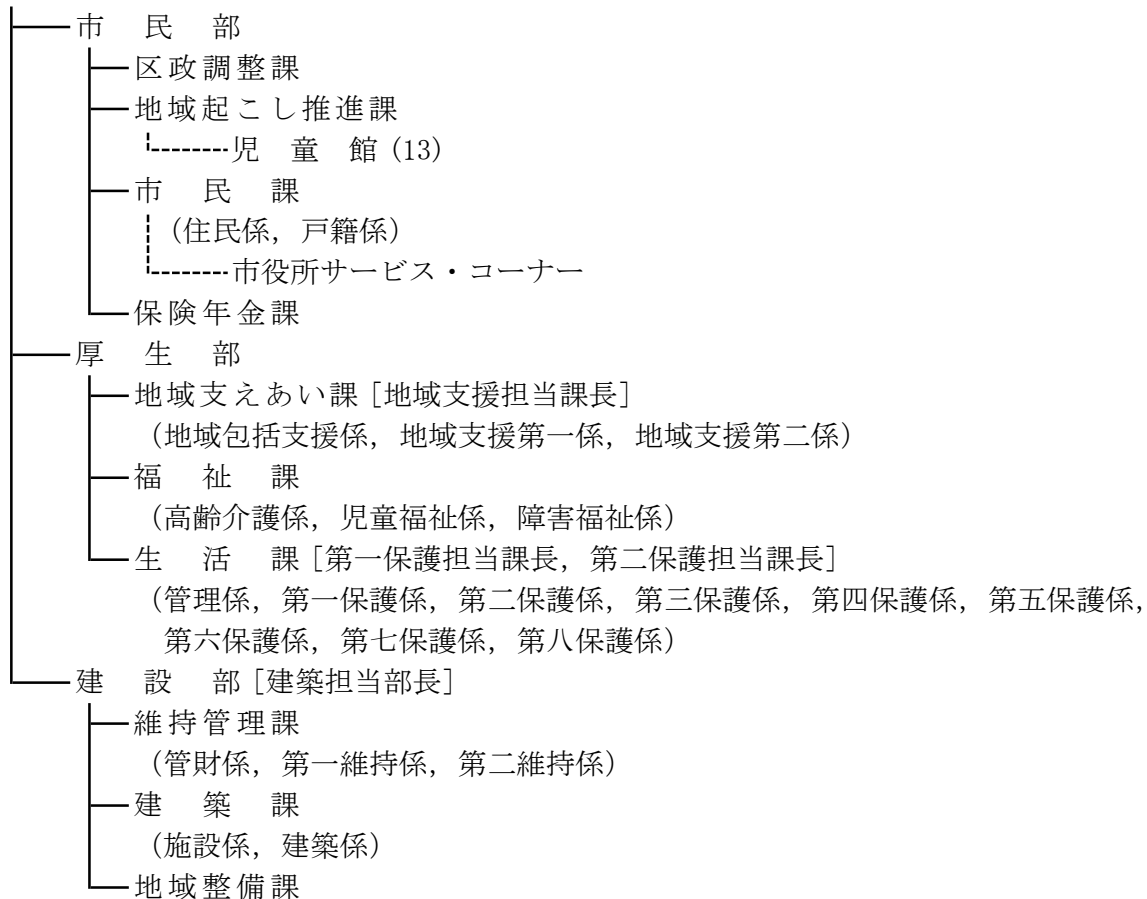 市民部
区政調整課
地域起こし推進課
児童館 (13)
市民課
（住民係，戸籍係）
市役所サービス・コーナー
保険年金課
厚生部
地域支えあい課［地域支援担当課長］
（地域包括支援係，地域支援第一係，地域支援第二係）
福祉課
（高齢介護係，児童福祉係，障害福祉係）
生活課［第一保護担当課長，第二保護担当課長］
（管理係，第一保護係，第二保護係，第三保護係，第四保護係，第五保護係，
第六保護係，第七保護係，第八保護係）
建設部［建築担当部長］
維持管理課
（管財係，第一維持係，第二維持係）
建築課
（施設係，建築係）
地域整備課